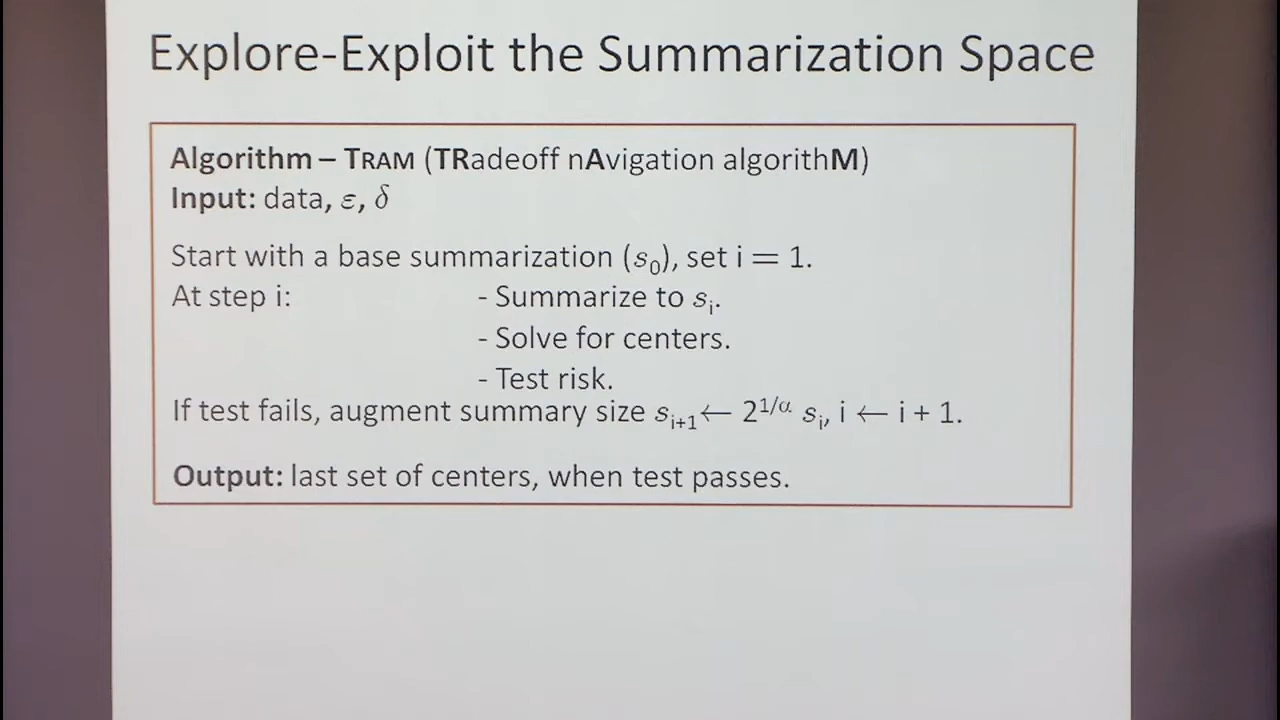 Explore-Exploit the Summarization Space
Algorithm – TRAM (TRadeoff nAvigation algorithM)
Input: data, ε, δ
Start with a base summarization (s₀), set i = 1.
At step i: - Summarize to sᵢ.
- Solve for centers.
- Test risk.
If test fails, augment summary size sᵢ₊₁← 2^{1/α} sᵢ, i ← i + 1.
Output: last set of centers, when test passes.